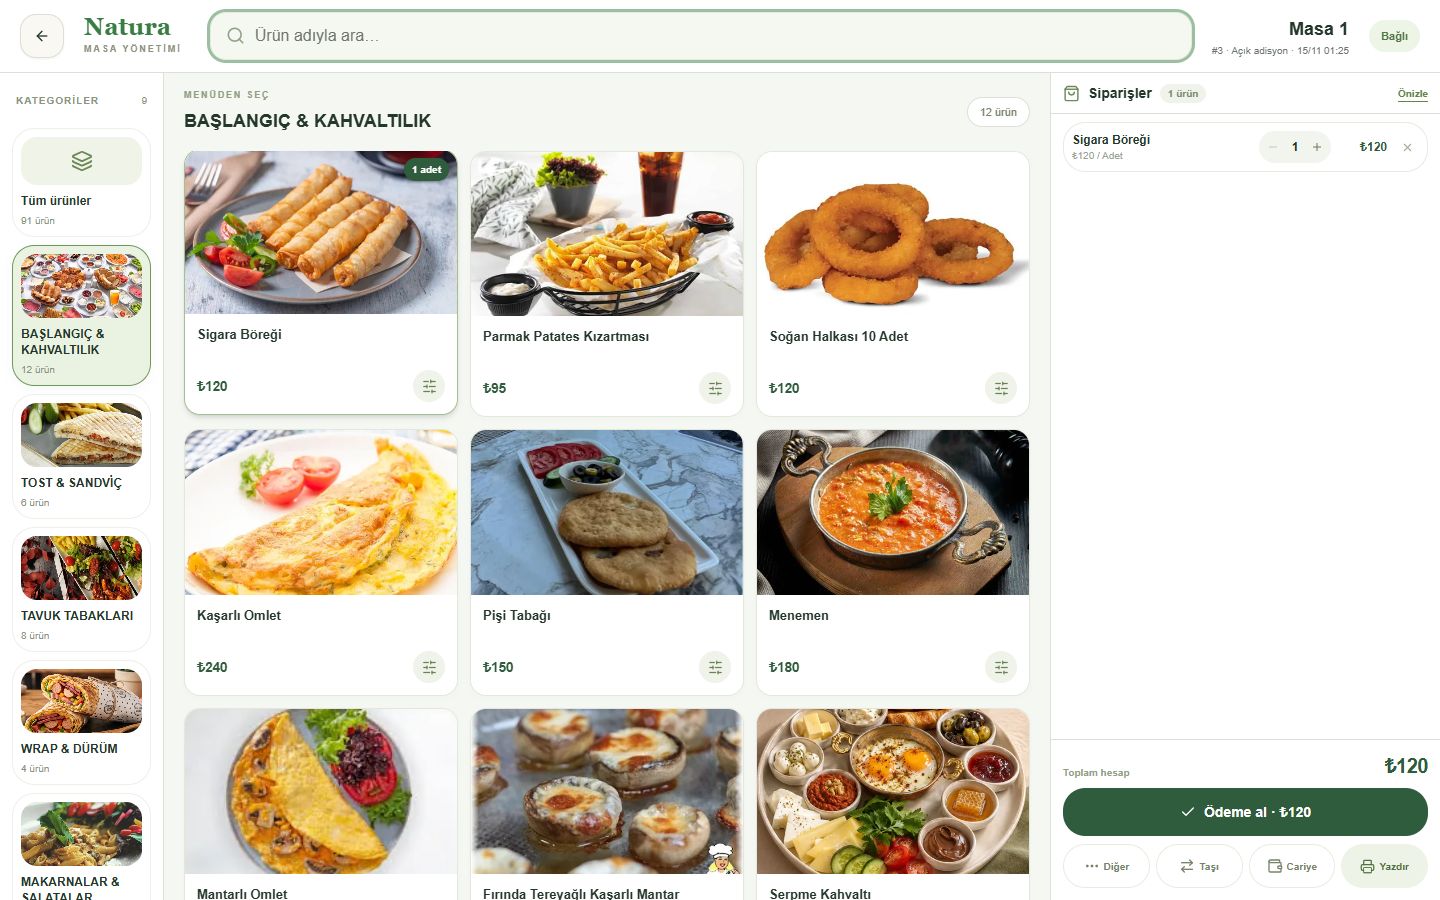 Natura
MASA YÖNETİMİ
Ürün adıyla ara...
Masa 1
#3 · Açık adisyon · 15/11 01:25
Bağlı
KATEGORİLER 9
Tüm ürünler
91 ürün
BAŞLANGIÇ &
KAHVALTILIK
12 ürün
TOST & SANDVİÇ
6 ürün
TAVUK TABAKLARI
8 ürün
WRAP & DÜRÜM
4 ürün
MAKARNALAR &
SALATALAR
MENÜDEN SEÇ
BAŞLANGIÇ & KAHVALTILIK
12 ürün
1 adet
Sigara Böreği
₺120
Parmak Patates Kızartması
₺95
Soğan Halkası 10 Adet
₺120
Kaşarlı Omlet
₺240
Pişi Tabağı
₺150
Menemen
₺180
Mantarlı Omlet
Fırında Tereyağlı Kaşarlı Mantar
Serpme Kahvaltı
Siparişler 1 ürün Önizle
Sigara Böreği
₺120 / Adet
− 1 + ₺120 ×
Toplam hesap ₺120
Ödeme al · ₺120
Diğer
Taşı
Cariye
Yazdır